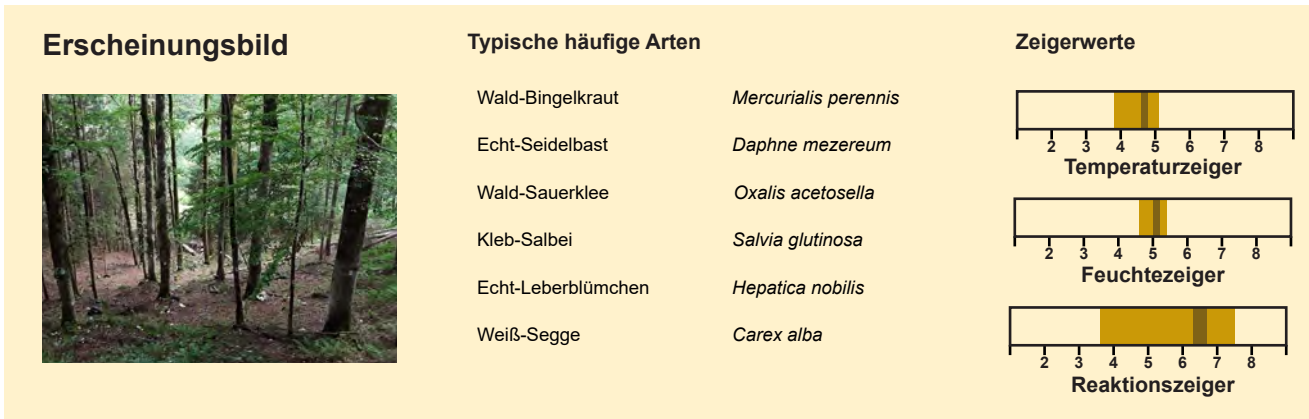 Erscheinungsbild
Typische häufige Arten
Wald-Bingelkraut Mercurialis perennis
Echt-Seidelbast Daphne mezereum
Wald-Sauerklee Oxalis acetosella
Kleb-Salbei Salvia glutinosa
Echt-Leberblümchen Hepatica nobilis
Weiß-Segge Carex alba
Zeigerwerte
2 3 4 5 6 7 8
Temperaturzeiger
2 3 4 5 6 7 8
Feuchtezeiger
2 3 4 5 6 7 8
Reaktionszeiger